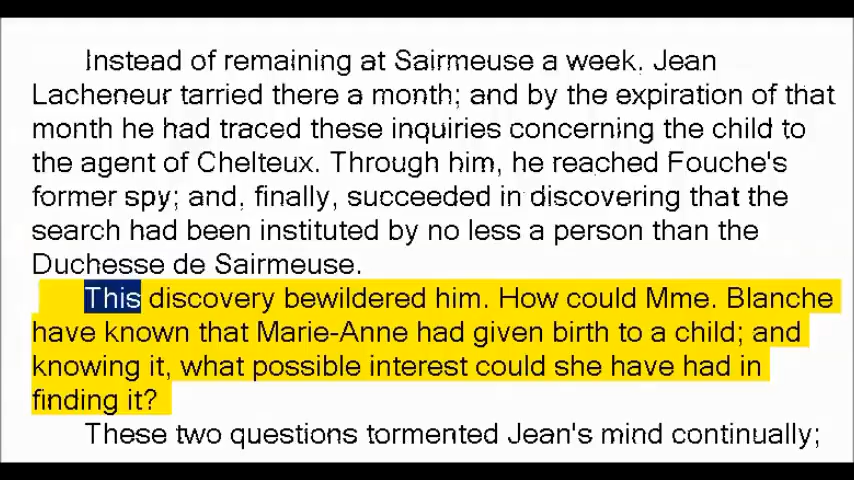 Instead of remaining at Sairmeuse a week, Jean
Lacheneur tarried there a month; and by the expiration of that
month he had traced these inquiries concerning the child to
the agent of Chelteux. Through him, he reached Fouche's
former spy; and, finally, succeeded in discovering that the
search had been instituted by no less a person than the
Duchesse de Sairmeuse.
This discovery bewildered him. How could Mme. Blanche
have known that Marie-Anne had given birth to a child; and
knowing it, what possible interest could she have had in
finding it?
These two questions tormented Jean's mind continually;